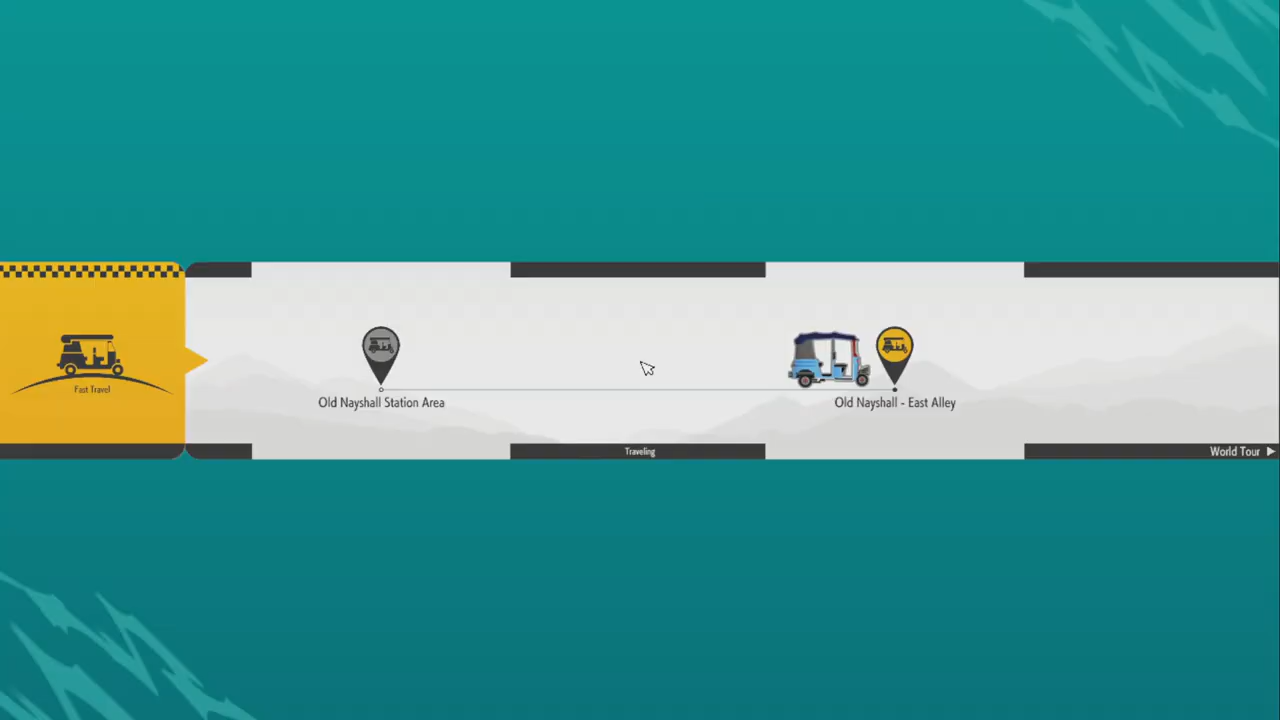 Fast Travel
Old Nayshall Station Area
Old Nayshall - East Alley
Traveling
World Tour